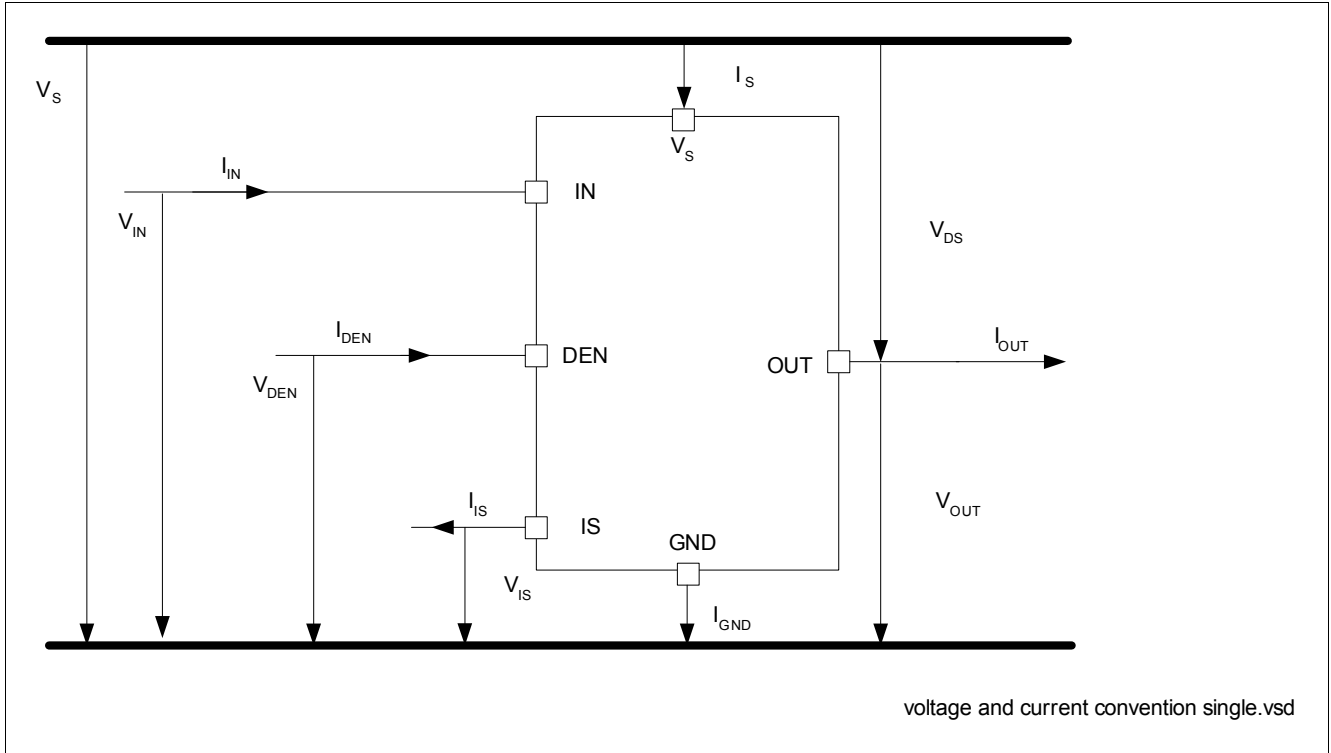 V_S
I_S
V_S
I_IN
IN
V_IN
V_DS
I_DEN
DEN
V_DEN
I_OUT
OUT
I_IS
IS
V_IS
V_OUT
GND
I_GND
voltage and current convention single.vsd